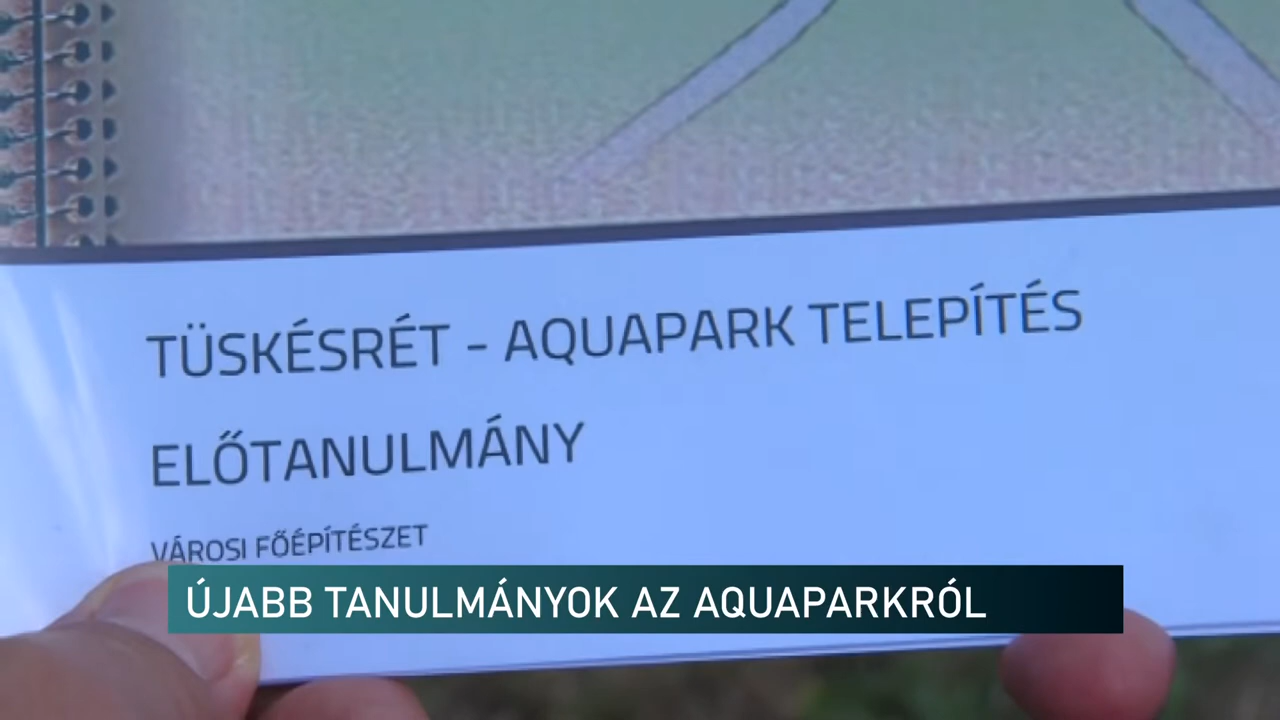 TÜSKÉSRÉT - AQUAPARK TELEPÍTÉS
ELŐTANULMÁNY
VÁROSI FŐÉPÍTÉSZET
ÚJABB TANULMÁNYOK AZ AQUAPARKRÓL